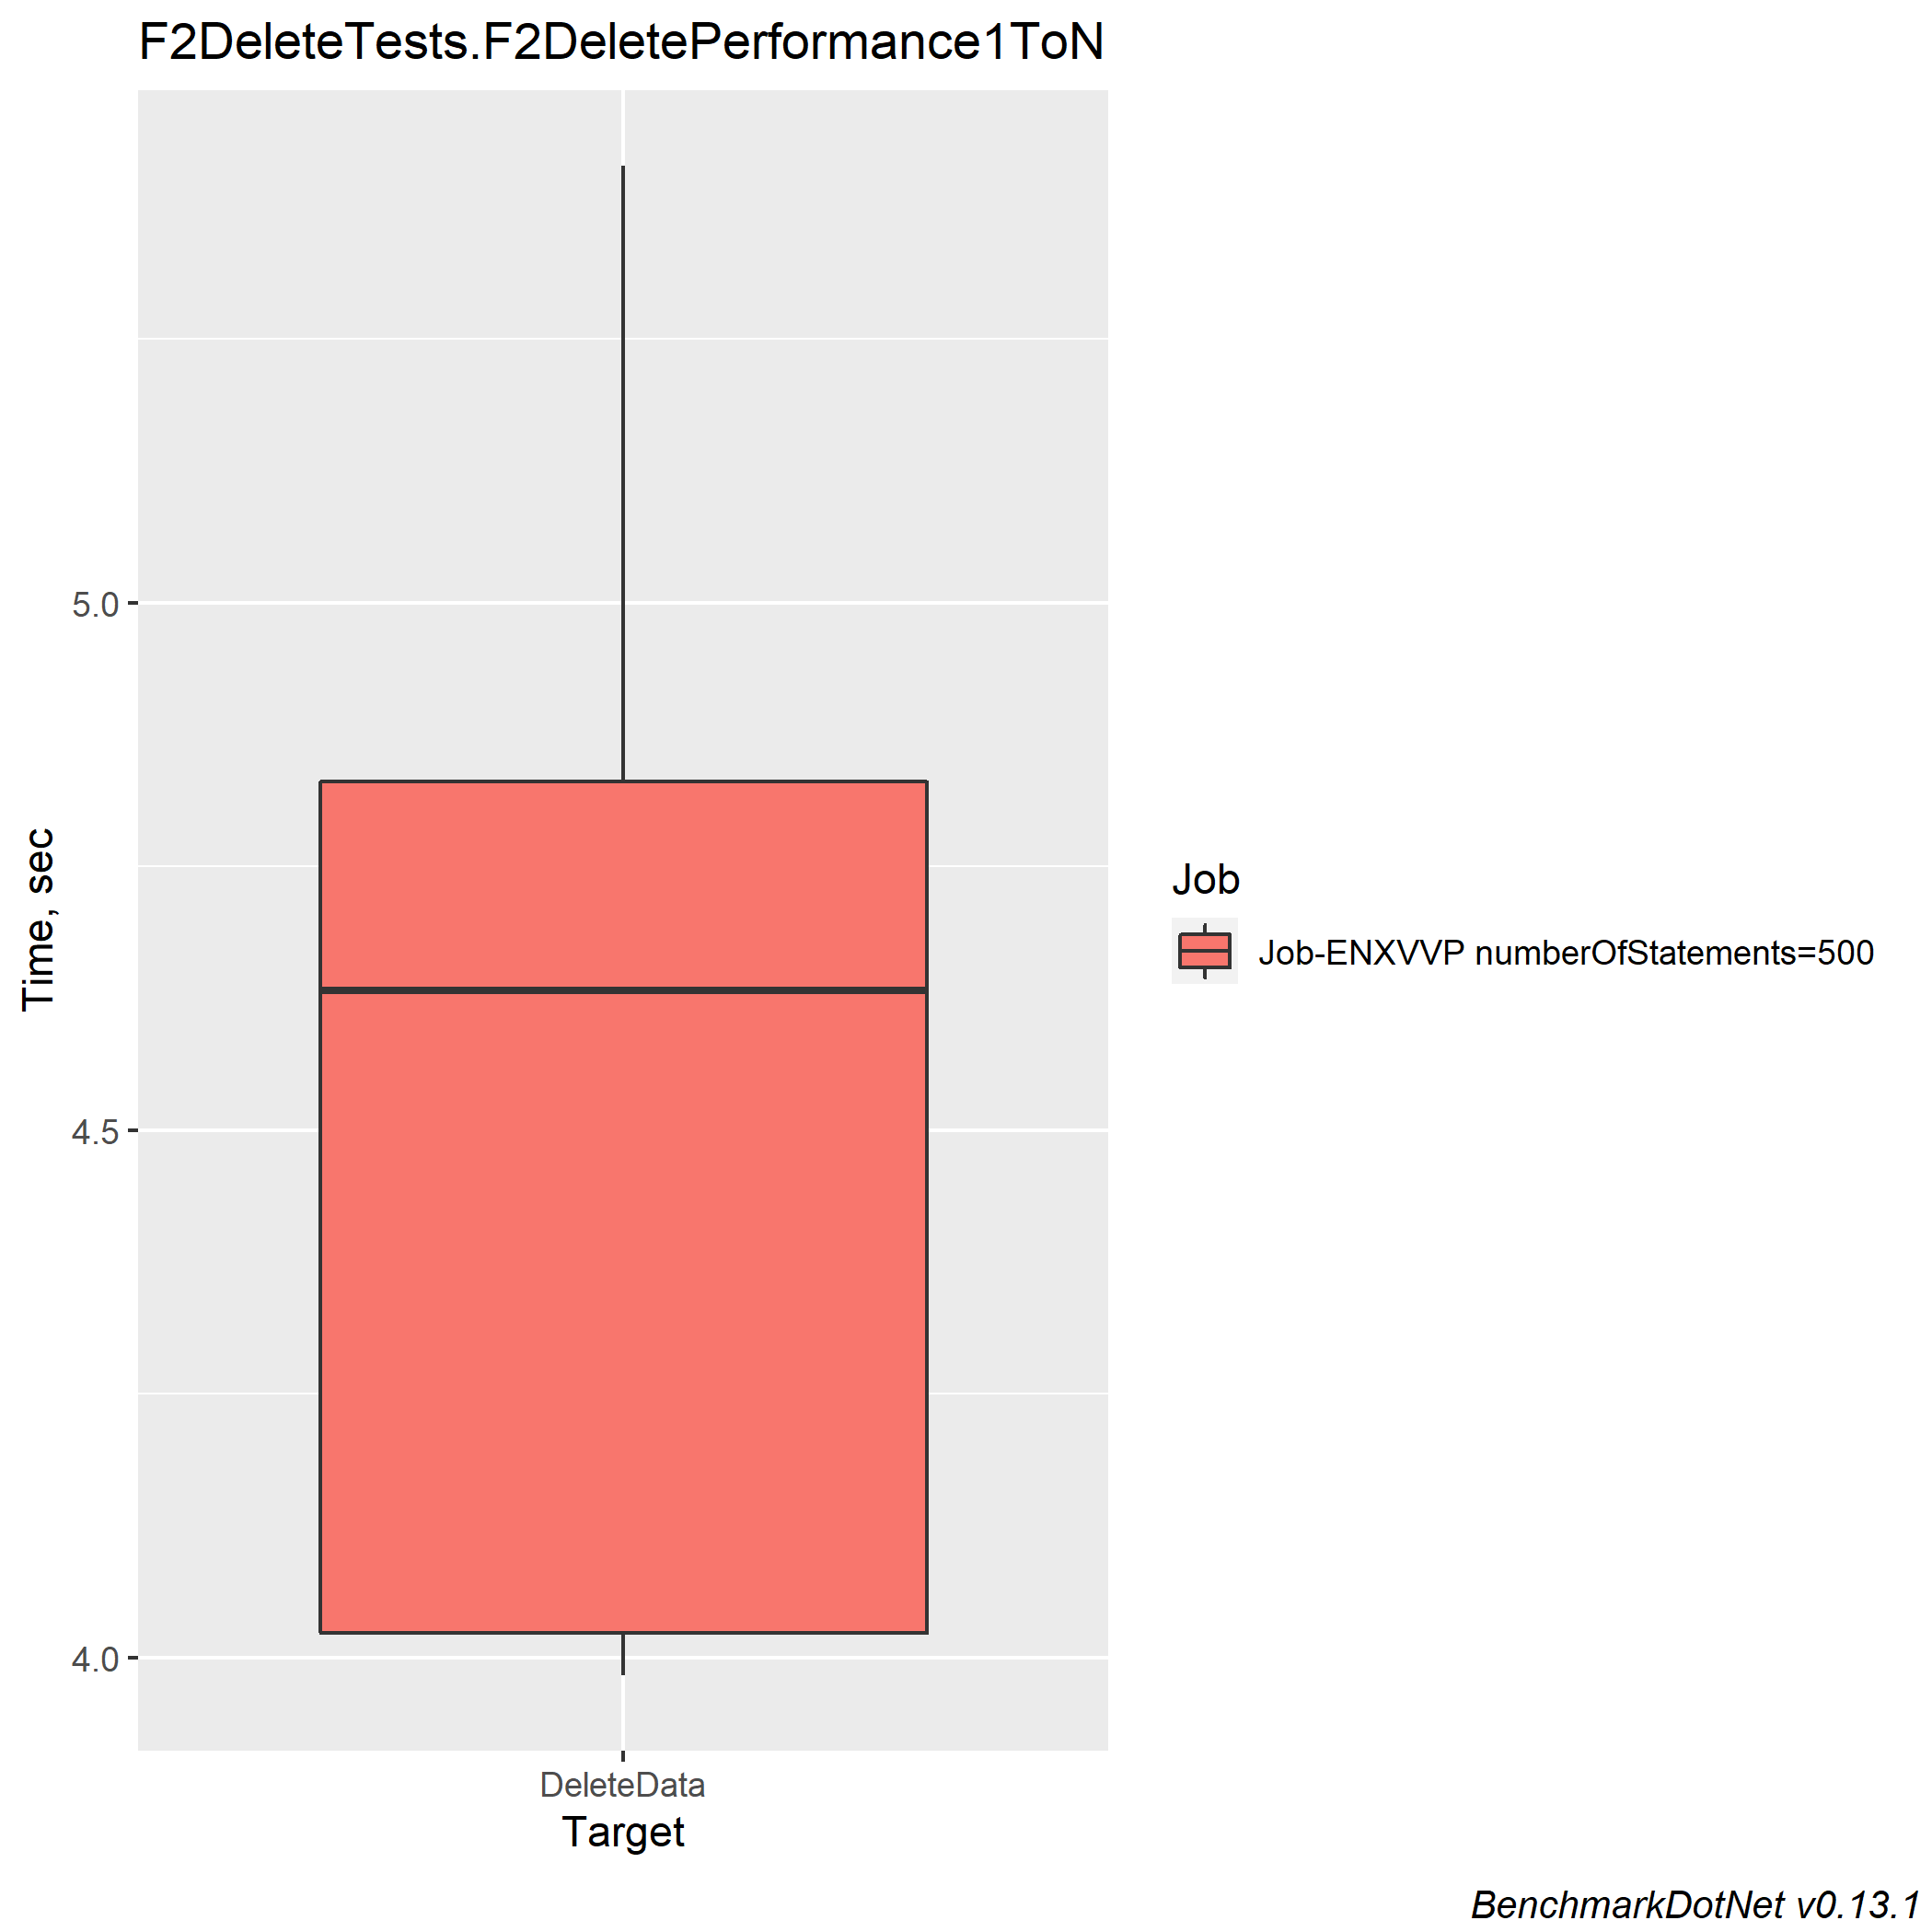 F2DeleteTests.F2DeletePerformance1ToN
Time, sec
5.0
4.5
4.0
DeleteData
Target
Job
Job-ENXVVP numberOfStatements=500
BenchmarkDotNet v0.13.1